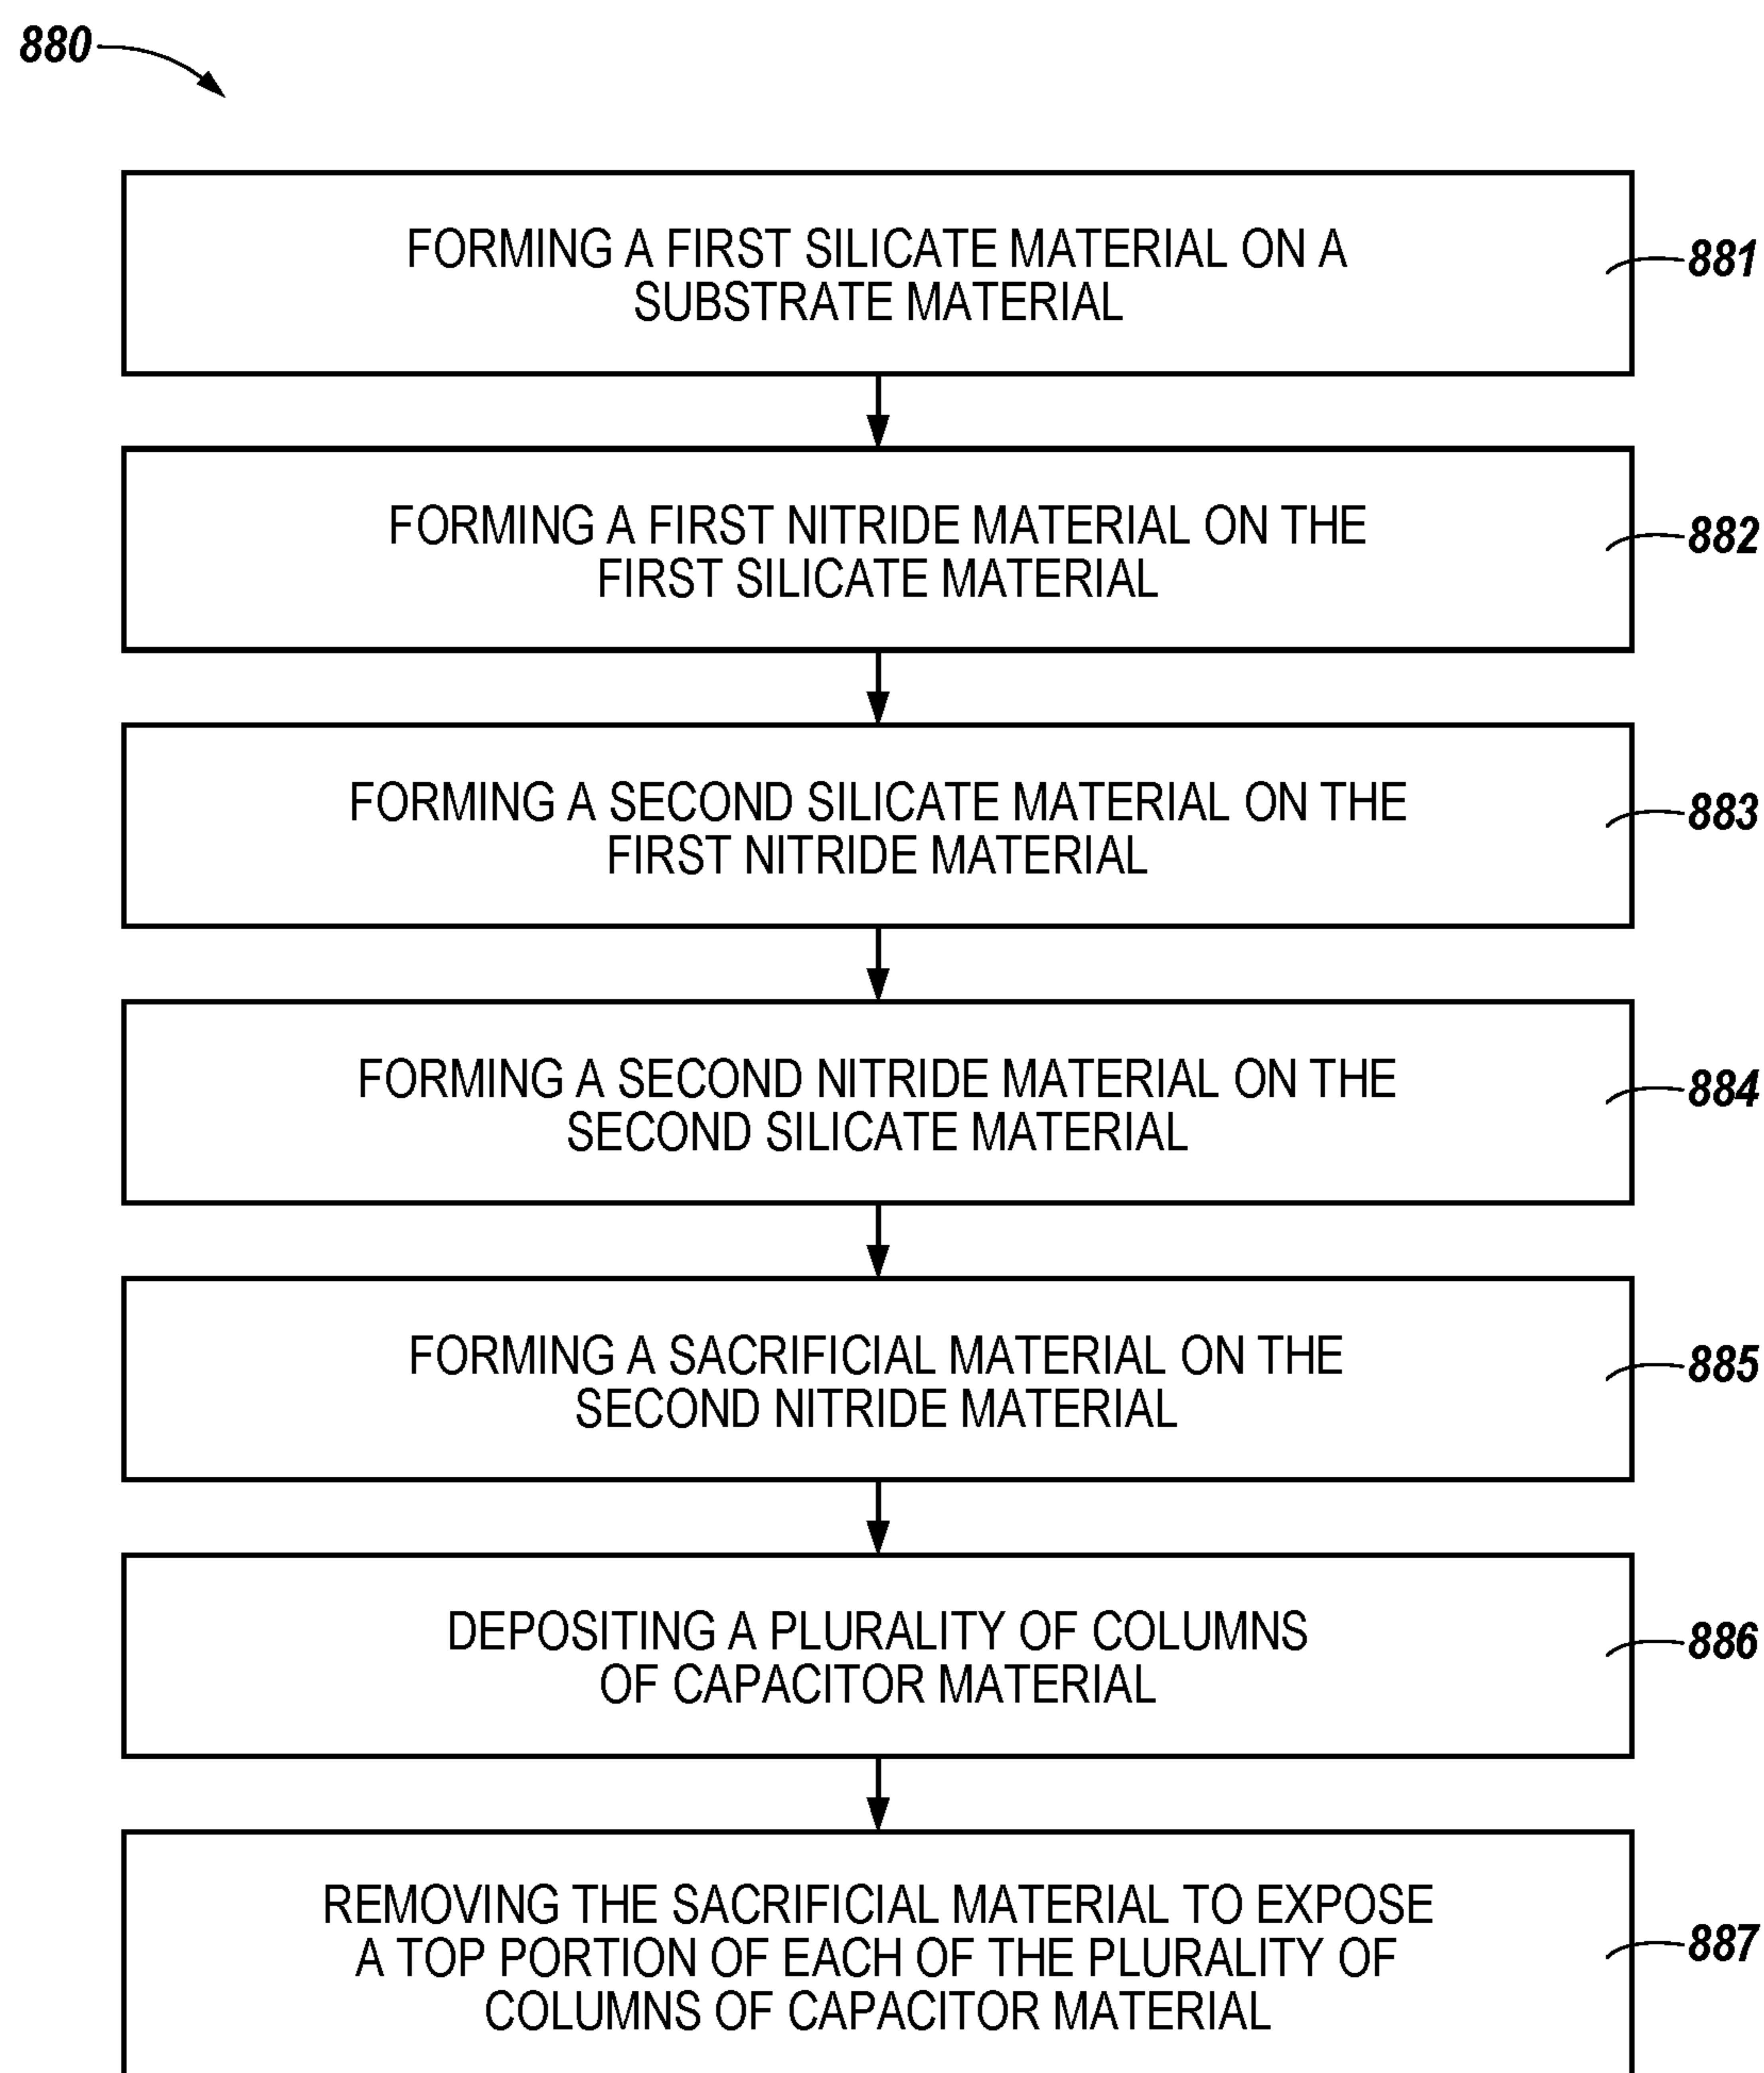 880
FORMING A FIRST SILICATE MATERIAL ON A
SUBSTRATE MATERIAL
881
FORMING A FIRST NITRIDE MATERIAL ON THE
FIRST SILICATE MATERIAL
882
FORMING A SECOND SILICATE MATERIAL ON THE
FIRST NITRIDE MATERIAL
883
FORMING A SECOND NITRIDE MATERIAL ON THE
SECOND SILICATE MATERIAL
884
FORMING A SACRIFICIAL MATERIAL ON THE
SECOND NITRIDE MATERIAL
885
DEPOSITING A PLURALITY OF COLUMNS
OF CAPACITOR MATERIAL
886
REMOVING THE SACRIFICIAL MATERIAL TO EXPOSE
A TOP PORTION OF EACH OF THE PLURALITY OF
COLUMNS OF CAPACITOR MATERIAL
887